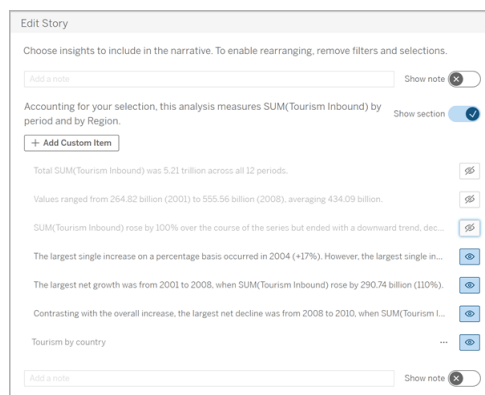 Edit Story
Choose insights to include in the narrative. To enable rearranging, remove filters and selections.
Add a note
Show note
Accounting for your selection, this analysis measures SUM(Tourism Inbound) by
period and by Region.
Show section
+ Add Custom Item
Total SUM(Tourism Inbound) was 5.21 trillion across all 12 periods.
Values ranged from 264.82 billion (2001) to 555.56 billion (2008), averaging 434.09 billion.
SUM(Tourism Inbound) rose by 100% over the course of the series but ended with a downward trend, dec...
The largest single increase on a percentage basis occurred in 2004 (+17%). However, the largest single in...
The largest net growth was from 2001 to 2008, when SUM(Tourism Inbound) rose by 290.74 billion (110%).
Contrasting with the overall increase, the largest net decline was from 2008 to 2010, when SUM(Tourism I...
Tourism by country
...
Add a note
Show note